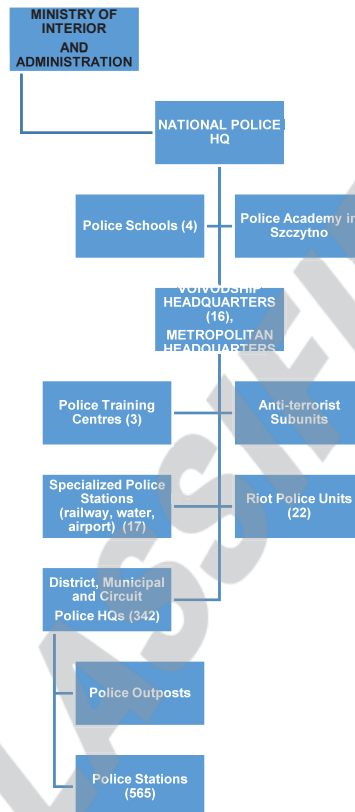 MINISTRY OF
INTERIOR
AND
ADMINISTRATION
NATIONAL POLICE
HQ
Police Schools (4)
Police Academy in
Szczytno
VOIVODSHIP
HEADQUARTERS
(16),
METROPOLITAN
HEADQUARTERS
Police Training
Centres (3)
Anti-terrorist
Subunits
Specialized Police
Stations
(railway, water,
airport) (17)
Riot Police Units
(22)
District, Municipal
and Circuit
Police HQs (342)
Police Outposts
Police Stations
(565)